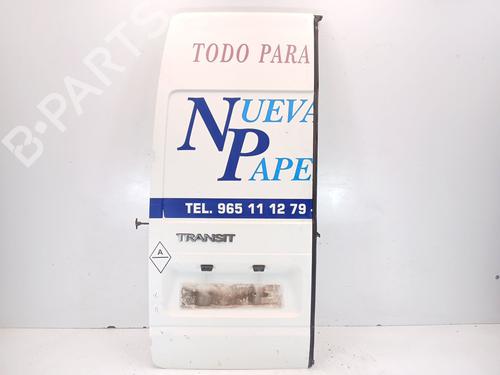 TODO PARA
NUEVA
PAPE
TEL. 965 11 12 79 -
TRANSIT
A
B-PARTS